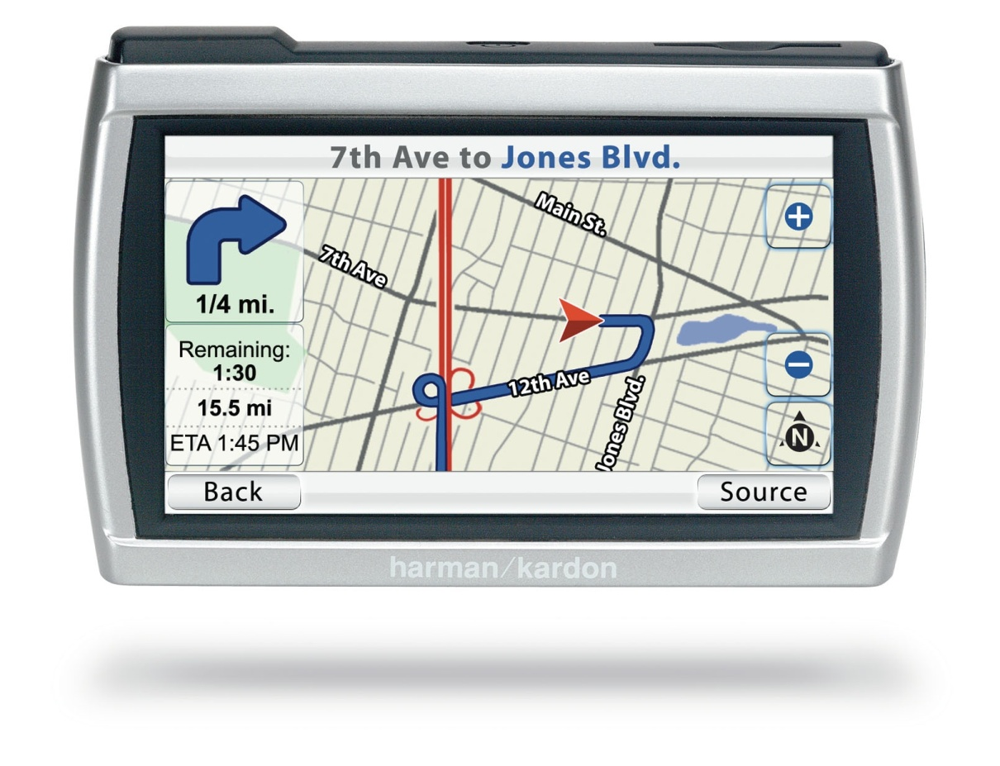 7th Ave to Jones Blvd.
Main St.
7th Ave
1/4 mi.
Remaining:
1:30
15.5 mi
ETA 1:45 PM
12th Ave
Jones Blvd.
N
Back
Source
harman/kardon